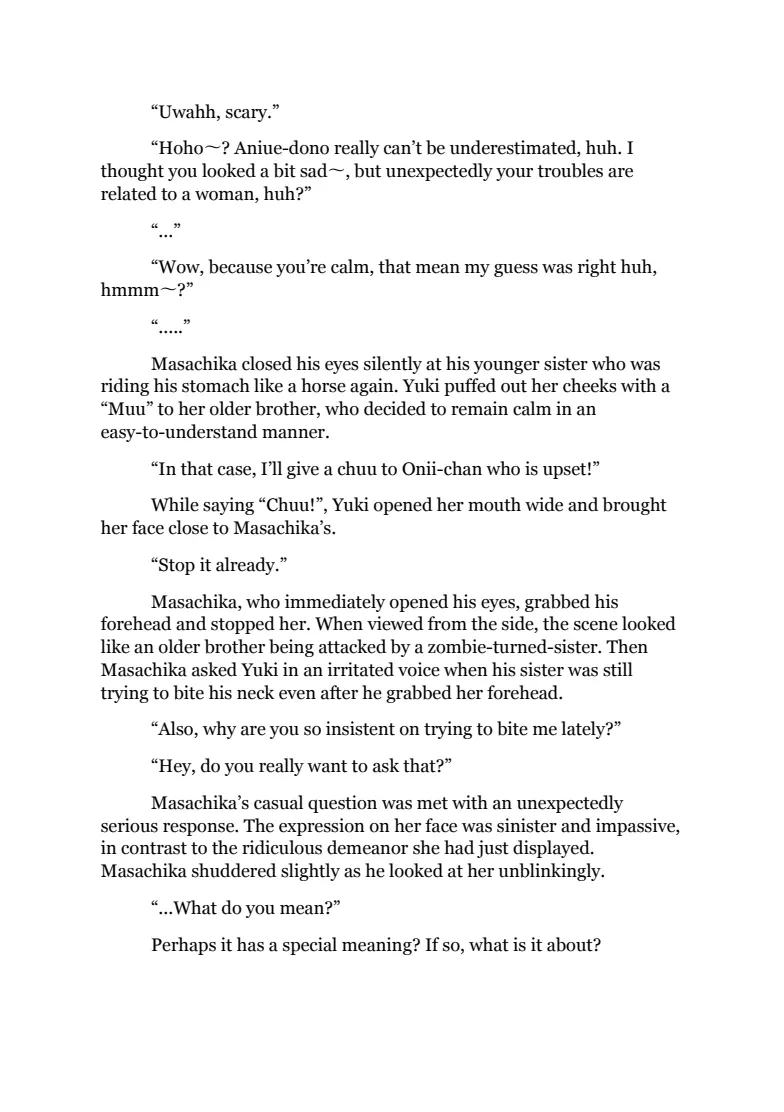 “Uwahh, scary.”
“Hoho～? Aniue-dono really can’t be underestimated, huh. I
thought you looked a bit sad～, but unexpectedly your troubles are
related to a woman, huh?”
“...”
“Wow, because you’re calm, that mean my guess was right huh,
hmmm～?”
“.....”
Masachika closed his eyes silently at his younger sister who was
riding his stomach like a horse again. Yuki puffed out her cheeks with a
“Muu” to her older brother, who decided to remain calm in an
easy-to-understand manner.
“In that case, I’ll give a chuu to Onii-chan who is upset!”
While saying “Chuu!”, Yuki opened her mouth wide and brought
her face close to Masachika’s.
“Stop it already.”
Masachika, who immediately opened his eyes, grabbed his
forehead and stopped her. When viewed from the side, the scene looked
like an older brother being attacked by a zombie-turned-sister. Then
Masachika asked Yuki in an irritated voice when his sister was still
trying to bite his neck even after he grabbed her forehead.
“Also, why are you so insistent on trying to bite me lately?”
“Hey, do you really want to ask that?”
Masachika’s casual question was met with an unexpectedly
serious response. The expression on her face was sinister and impassive,
in contrast to the ridiculous demeanor she had just displayed.
Masachika shuddered slightly as he looked at her unblinkingly.
“...What do you mean?”
Perhaps it has a special meaning? If so, what is it about?